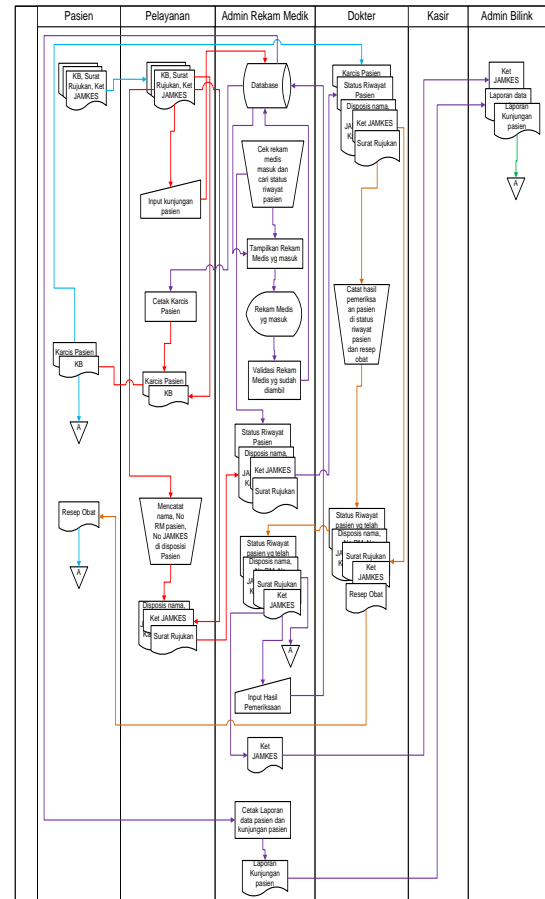 Pasien
Pelayanan
Admin Rekam Medik
Dokter
Kasir
Admin Bilink
KB, Surat
Rujukan, Ket
JAMKES
KB, Surat
Rujukan, Ket
JAMKES
Database
Karcis Pasien
Status Riwayat
Pasien
Disposis nama,
JA
K
Ket JAMKES
Surat Rujukan
Ket
JAMKES
Laporan data
Laporan
Kunjungan
pasien
A
Input kunjungan
pasien
Cek rekam
medis
masuk dan
cari status
riwayat
pasien
Tampilkan Rekam
Medis yg masuk
Rekam Medis
yg masuk
Validasi Rekam
Medis yg sudah
diambil
Cetak Karcis
Pasien
Karcis Pasien
KB
Karcis Pasien
KB
A
Catat hasil
pemeriksa
an pasien
di status
riwayat
pasien
dan resep
obat
Status Riwayat
Pasien
Disposis nama,
JA
K
Ket JAMKES
Surat Rujukan
Resep Obat
A
Mencatat
nama, No
RM pasien,
No JAMKES
di disposisi
Pasien
Disposis nama,
J
Ka
Ket JAMKES
Surat Rujukan
Status Riwayat
pasien yg telah
Disposis nama,
JA
K
Surat Rujukan
Ket
JAMKES
A
Status Riwayat
pasien yg telah
Disposis nama,
JA
K
Surat Rujukan
Ket
JAMKES
Resep Obat
Input Hasil
Pemeriksaan
Ket
JAMKES
Cetak Laporan
data pasien dan
kunjungan pasien
Laporan
Kunjungan
pasien